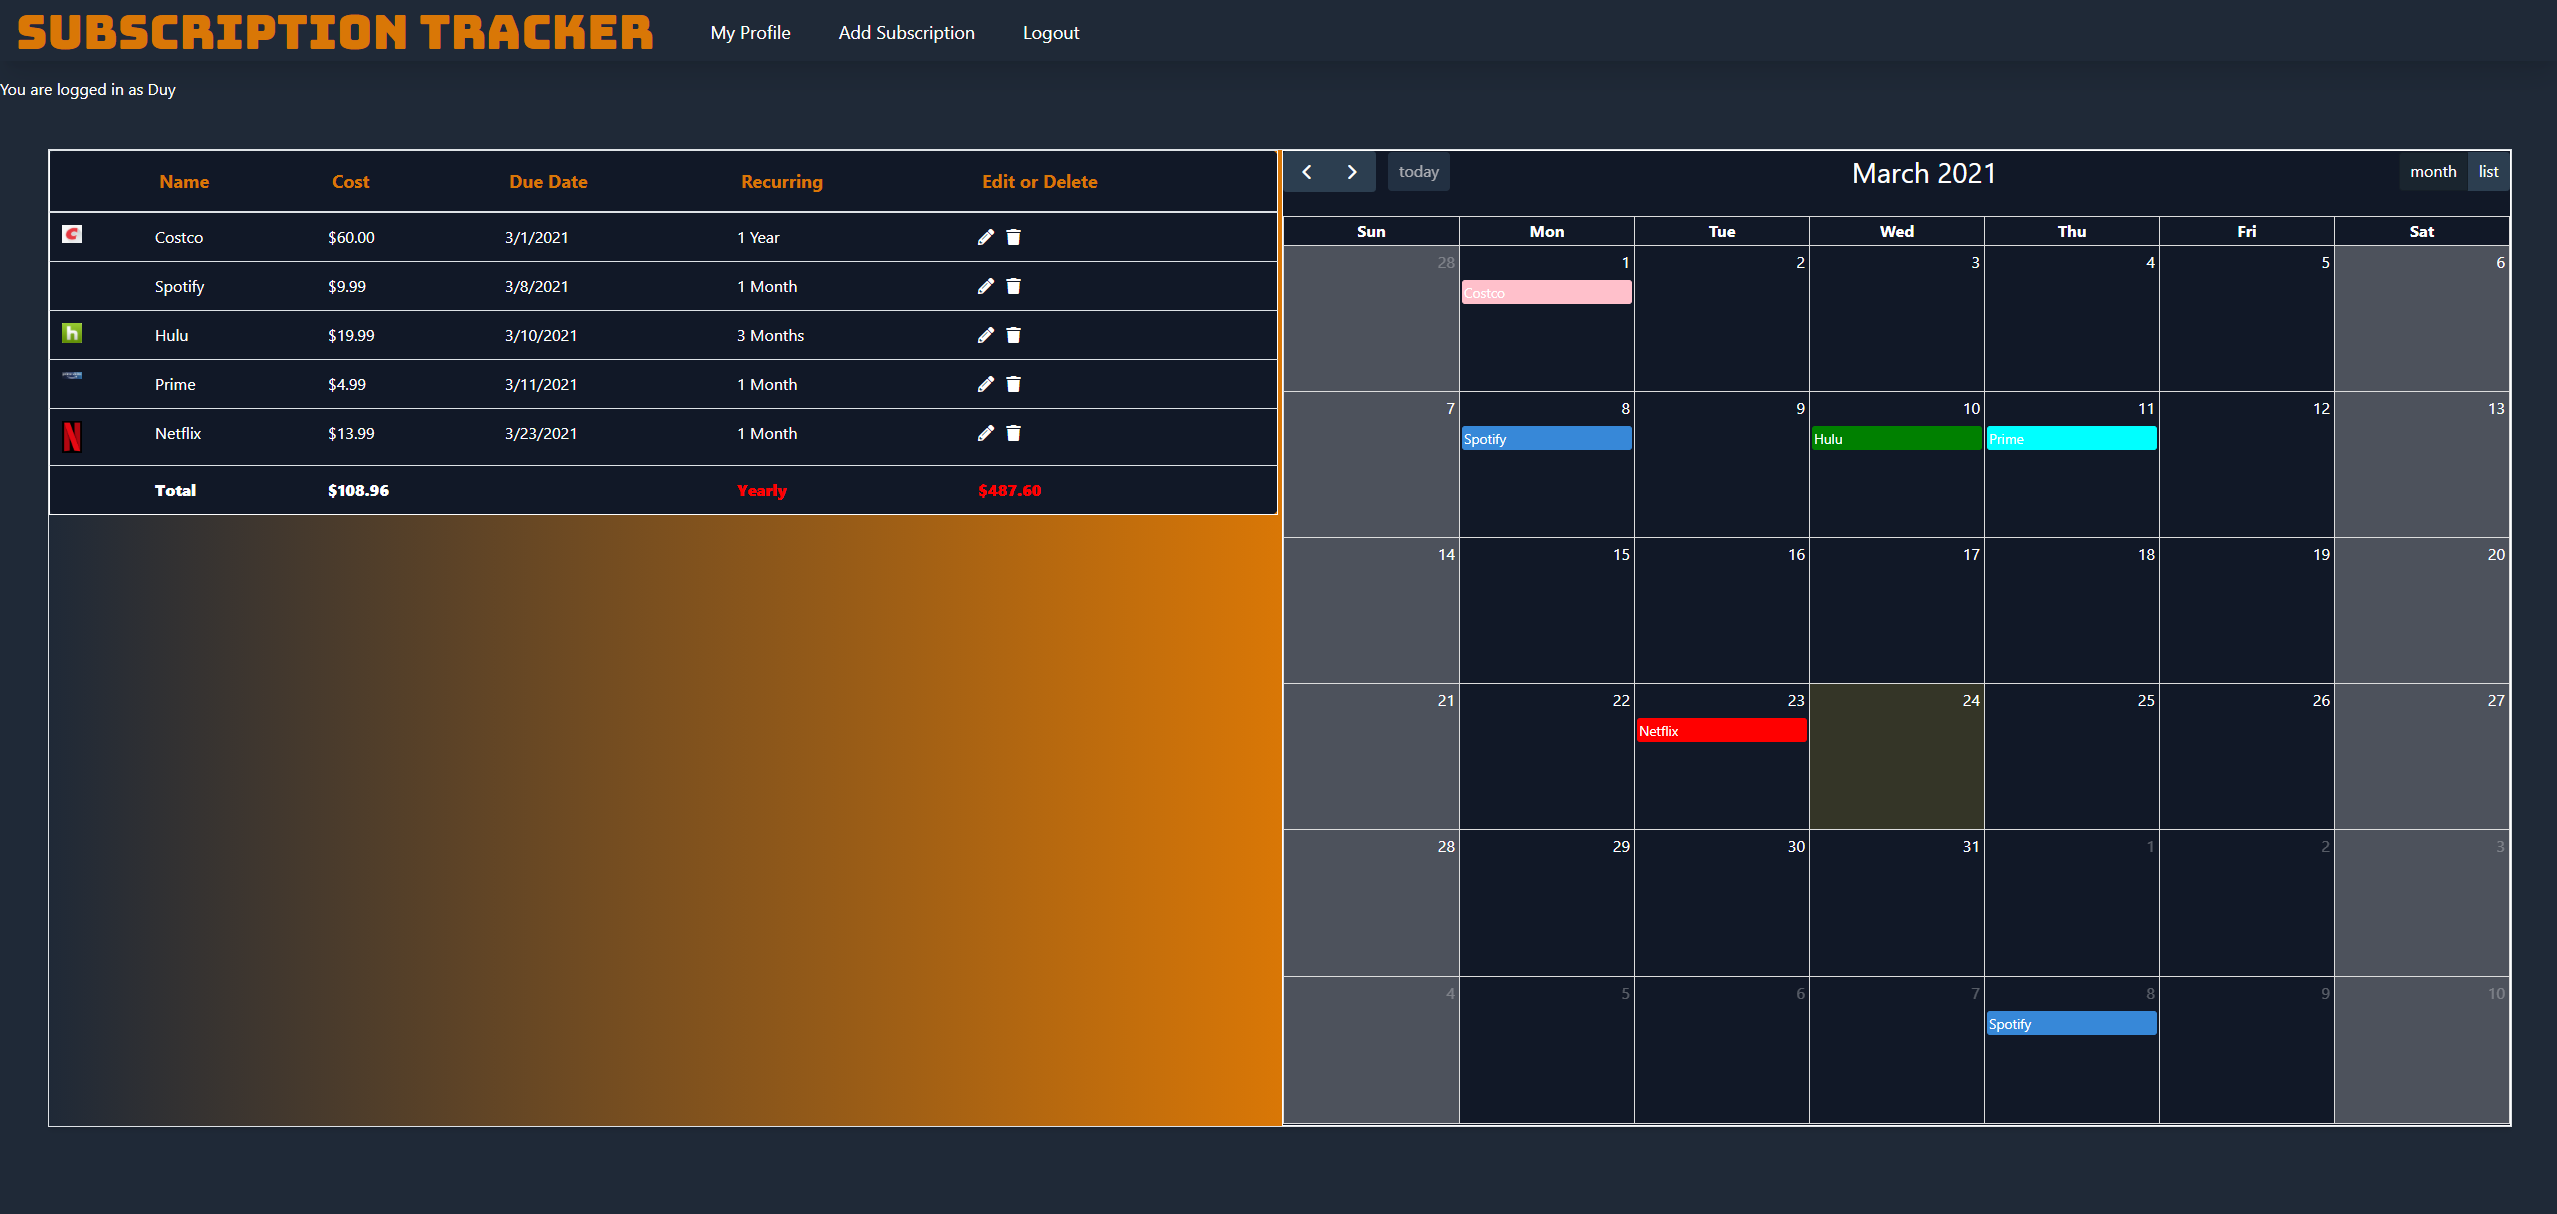 SUBSCRIPTION TRACKER My Profile Add Subscription Logout
You are logged in as Duy
Name Cost Due Date Recurring Edit or Delete
Costco $60.00 3/1/2021 1 Year
Spotify $9.99 3/8/2021 1 Month
Hulu $19.99 3/10/2021 3 Months
Prime $4.99 3/11/2021 1 Month
Netflix $13.99 3/23/2021 1 Month
Total $108.96 Yearly $487.60
today March 2021 month list
Sun Mon Tue Wed Thu Fri Sat
28 1 2 3 4 5 6
Costco
7 8 9 10 11 12 13
Spotify Hulu Prime
14 15 16 17 18 19 20
21 22 23 24 25 26 27
Netflix
28 29 30 31 1 2 3
4 5 6 7 8 9 10
Spotify